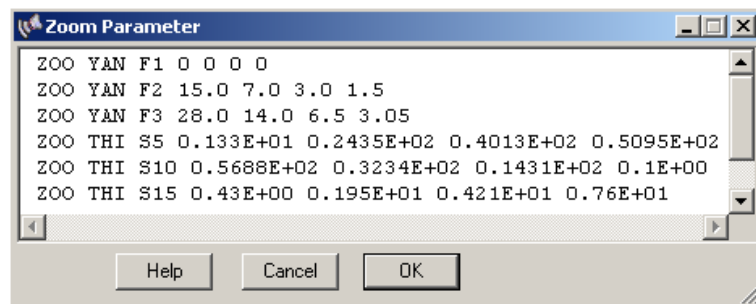 Zoom Parameter
ZOO YAN F1 0 0 0 0
ZOO YAN F2 15.0 7.0 3.0 1.5
ZOO YAN F3 28.0 14.0 6.5 3.05
ZOO THI S5 0.133E+01 0.2435E+02 0.4013E+02 0.5095E+02
ZOO THI S10 0.5688E+02 0.3234E+02 0.1431E+02 0.1E+00
ZOO THI S15 0.43E+00 0.195E+01 0.421E+01 0.76E+01
Help Cancel OK